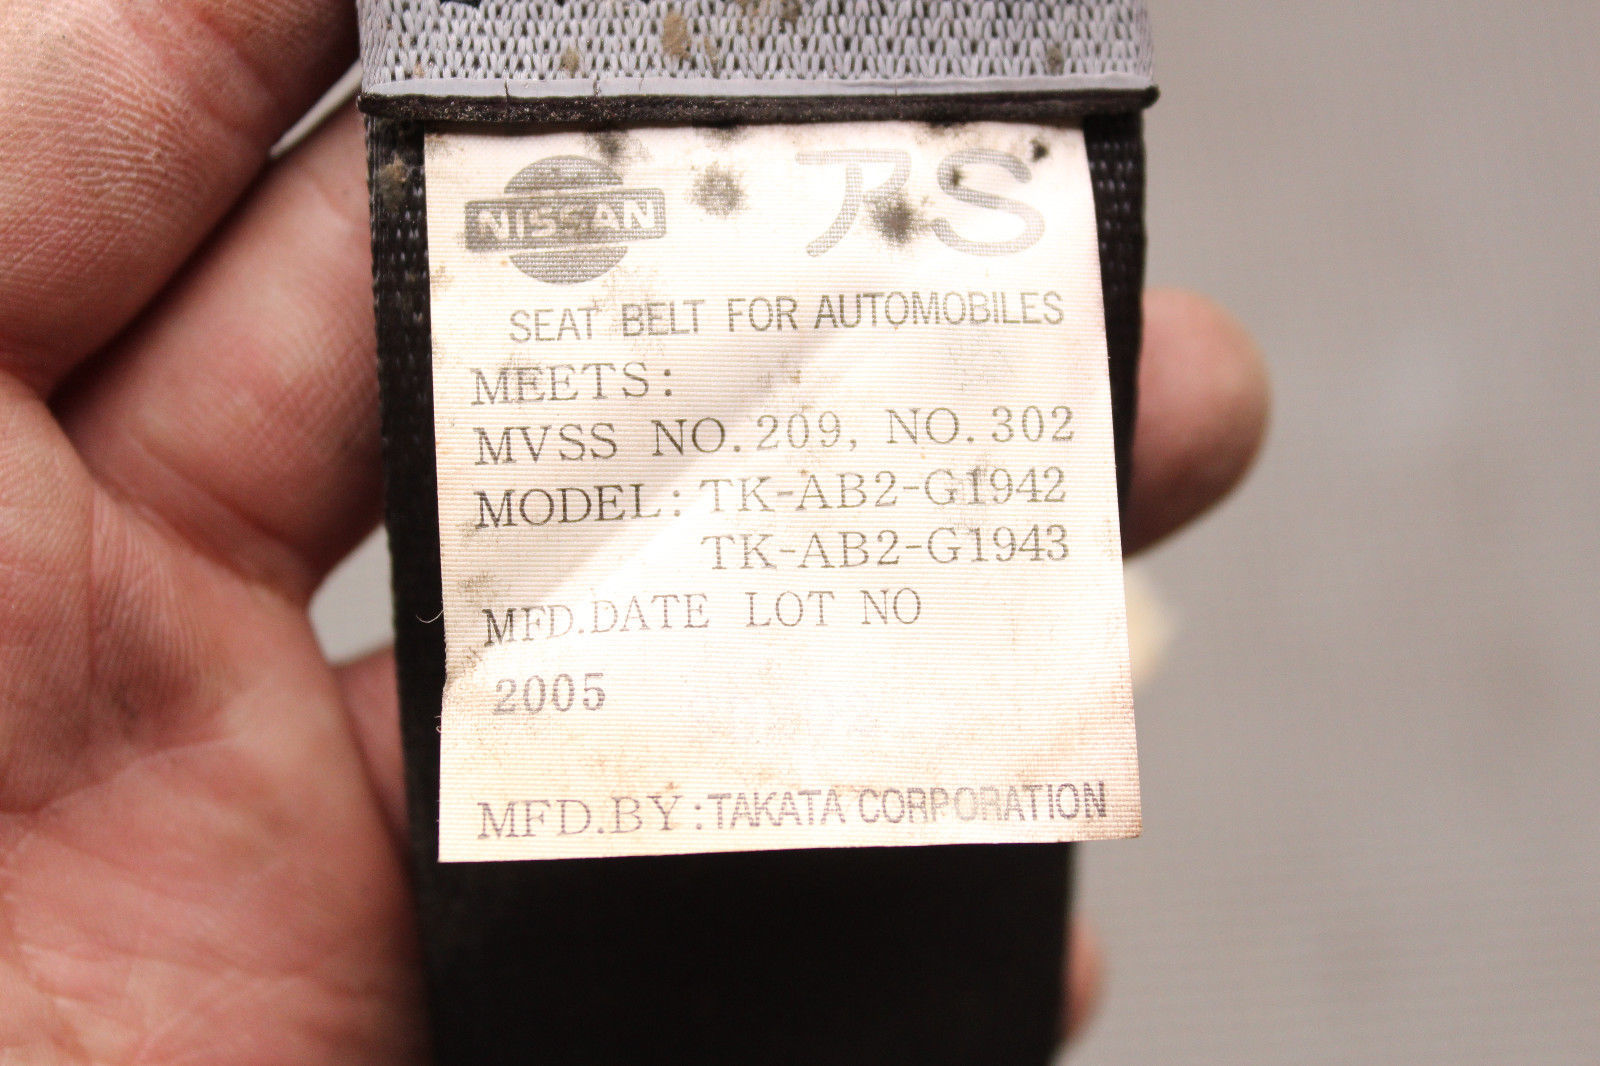 NISSAN
SEAT BELT FOR AUTOMOBILES
MEETS:
MVSS NO. 209, NO. 302
MODEL: TK-AB2-G1942
TK-AB2-G1943
MFD.DATE LOT NO
2005
MFD.BY:TAKATA CORPORATION